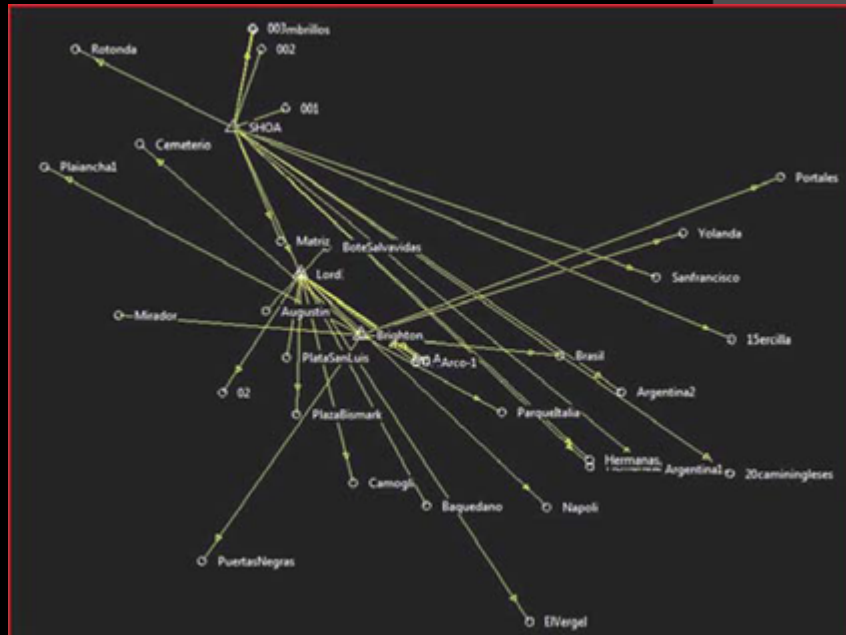 003
mbrillos
002
Rotonda
001
SHOA
Cemeterio
Plaiancha1
Portales
Yolanda
Matriz
BoteSalvavidas
Lord
Sanfrancisco
Augustin
Mirador
Brighton
15ercilla
PlataSanLuis
A
Arco-1
Brasil
02
Argentina2
PlazaBismark
ParqueItalia
Hermanas
Argentina1
20caminingleses
Camogli
Baquedano
Napoli
PuertasNegras
ElVergel